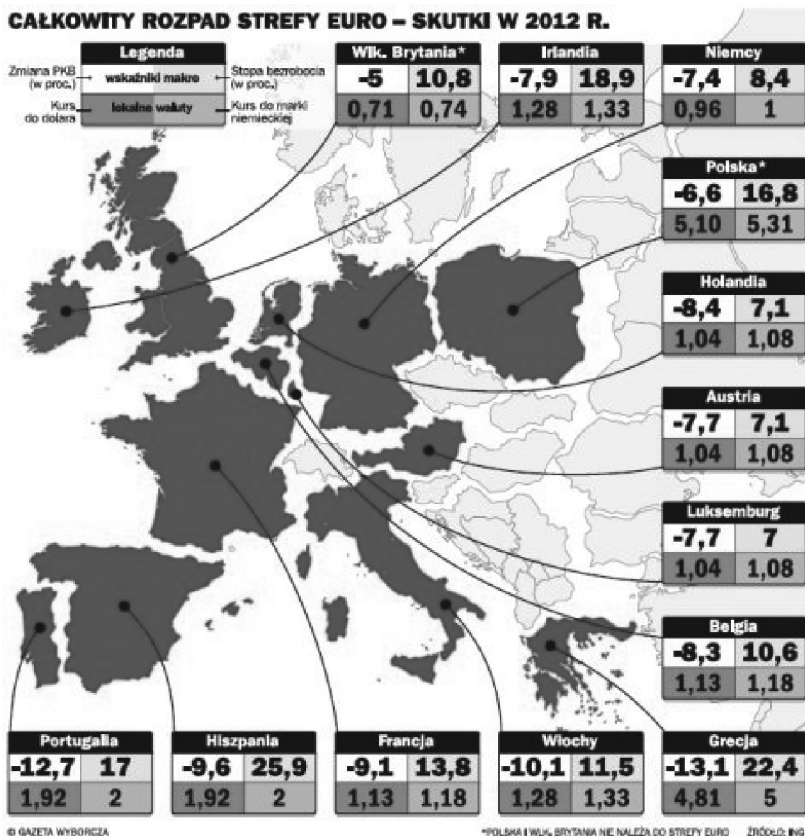 CAŁKOWITY ROZPAD STREFY EURO – SKUTKI W 2012 R.
Legenda
Zmiana PKB (w proc.)
wskaźniki makro
Stopa bezrobocia (w proc.)
Kurs do dolara
lokalne waluty
Kurs do marki niemieckiej
Wlk. Brytania*
-5 10,8
0,71 0,74
Irlandia
-7,9 18,9
1,28 1,33
Niemcy
-7,4 8,4
0,96 1
Polska*
-6,6 16,8
5,10 5,31
Holandia
-8,4 7,1
1,04 1,08
Austria
-7,7 7,1
1,04 1,08
Luksemburg
-7,7 7
1,04 1,08
Belgia
-8,3 10,6
1,13 1,18
Portugalia
-12,7 17
1,92 2
Hiszpania
-9,6 25,9
1,92 2
Francja
-9,1 13,8
1,13 1,18
Włochy
-10,1 11,5
1,28 1,33
Grecja
-13,1 22,4
4,81 5
© GAZETA WYBORCZA
*POLSKA I WLK. BRYTANIA NIE NALEŻĄ DO STREFY EURO
ŹRÓDŁO: ING